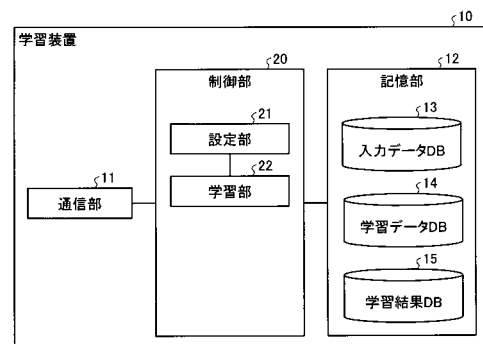 10
学習装置
20
制御部
21
設定部
22
学習部
11
通信部
12
記憶部
13
入力データDB
14
学習データDB
15
学習結果DB